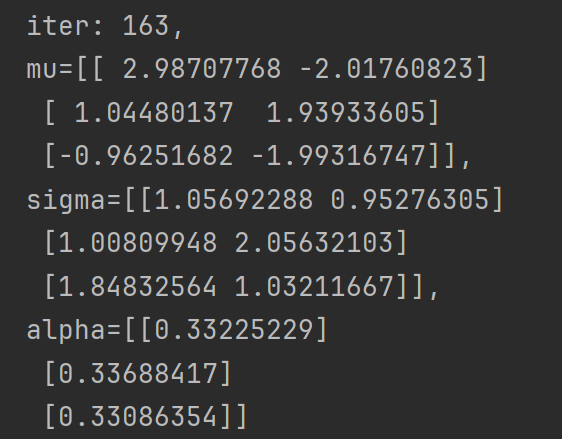 iter: 163,
mu=[[ 2.98707768 -2.01760823]
 [ 1.04480137  1.93933605]
 [-0.96251682 -1.99316747]],
sigma=[[1.05692288 0.95276305]
 [1.00809948 2.05632103]
 [1.84832564 1.03211667]],
alpha=[[0.33225229]
 [0.33688417]
 [0.33086354]]